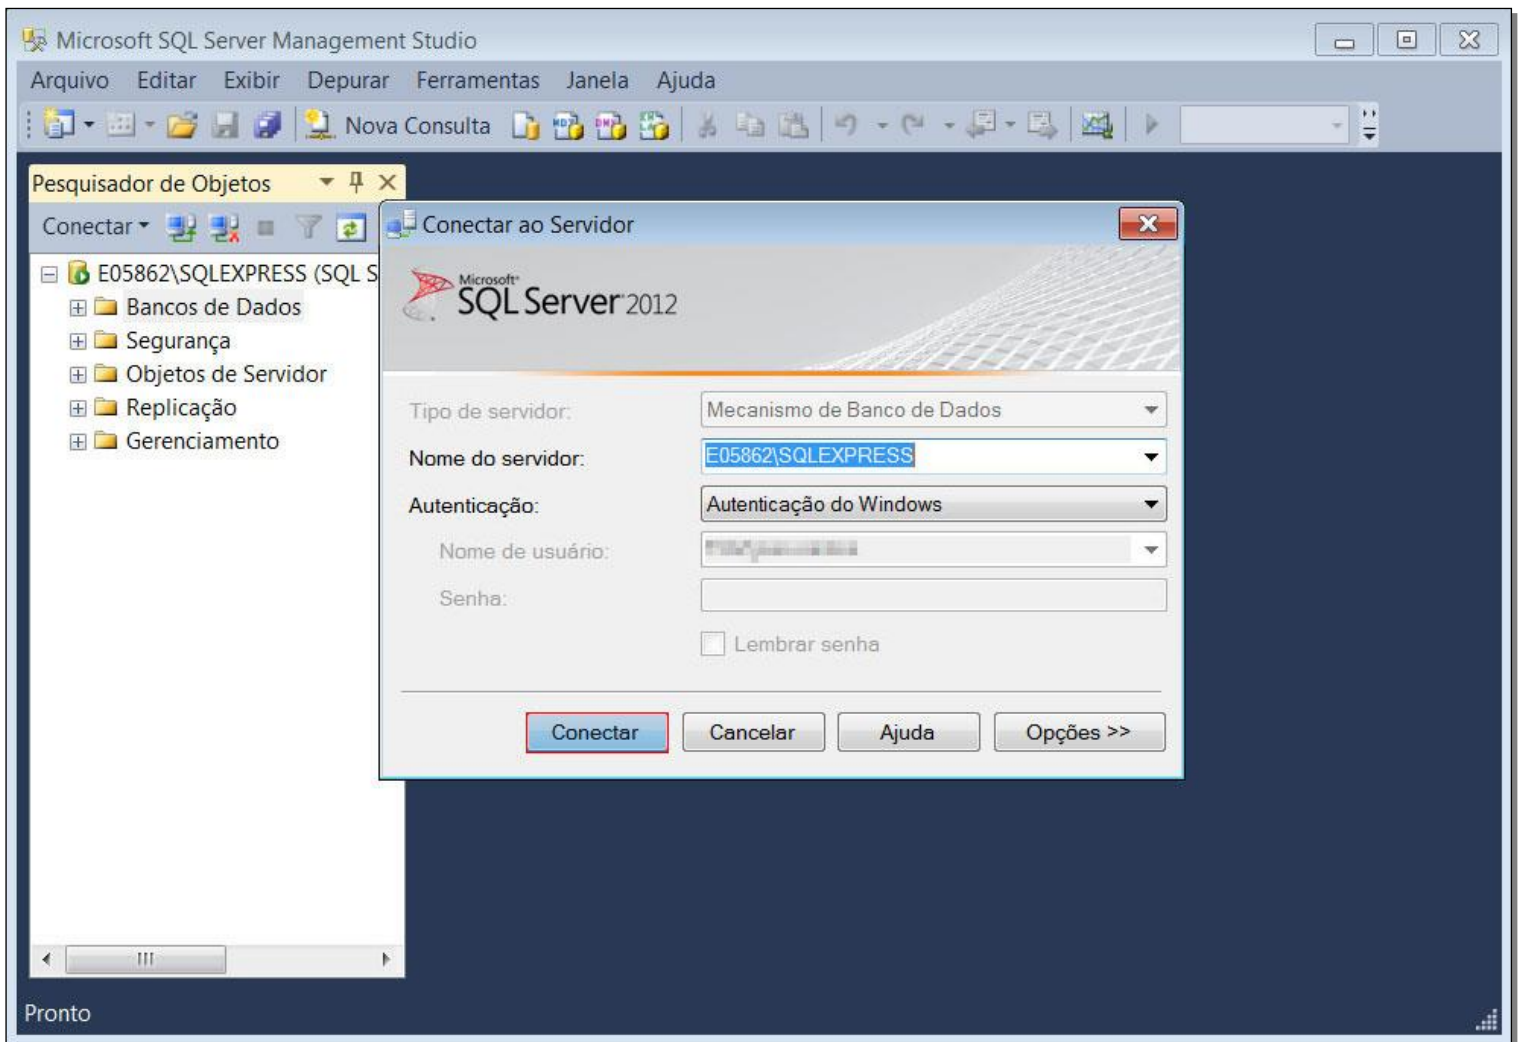 Microsoft SQL Server Management Studio
Arquivo Editar Exibir Depurar Ferramentas Janela Ajuda
Nova Consulta
Pesquisador de Objetos
Conectar
E05862\SQLEXPRESS (SQL S
Bancos de Dados
Segurança
Objetos de Servidor
Replicação
Gerenciamento
Conectar ao Servidor
Microsoft
SQL Server 2012
Tipo de servidor: Mecanismo de Banco de Dados
Nome do servidor: E05862\SQLEXPRESS
Autenticação: Autenticação do Windows
Nome de usuário:
Senha:
Lembrar senha
Conectar Cancelar Ajuda Opções >>
Pronto